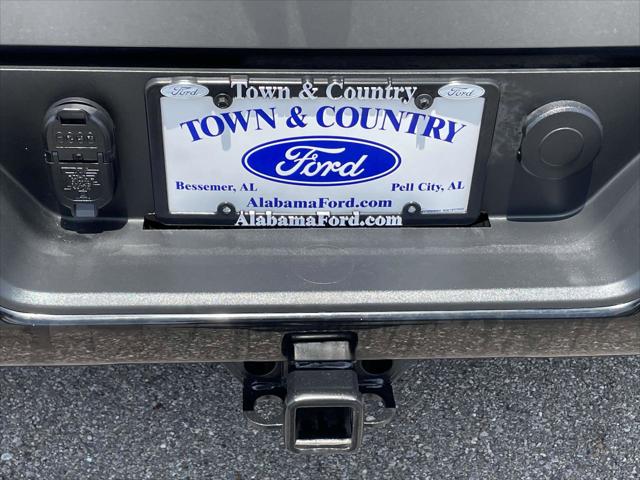 Town & Country
Ford
Ford
TOWN & COUNTRY
Ford
Bessemer, AL
Pell City, AL
AlabamaFord.com
AlabamaFord.com